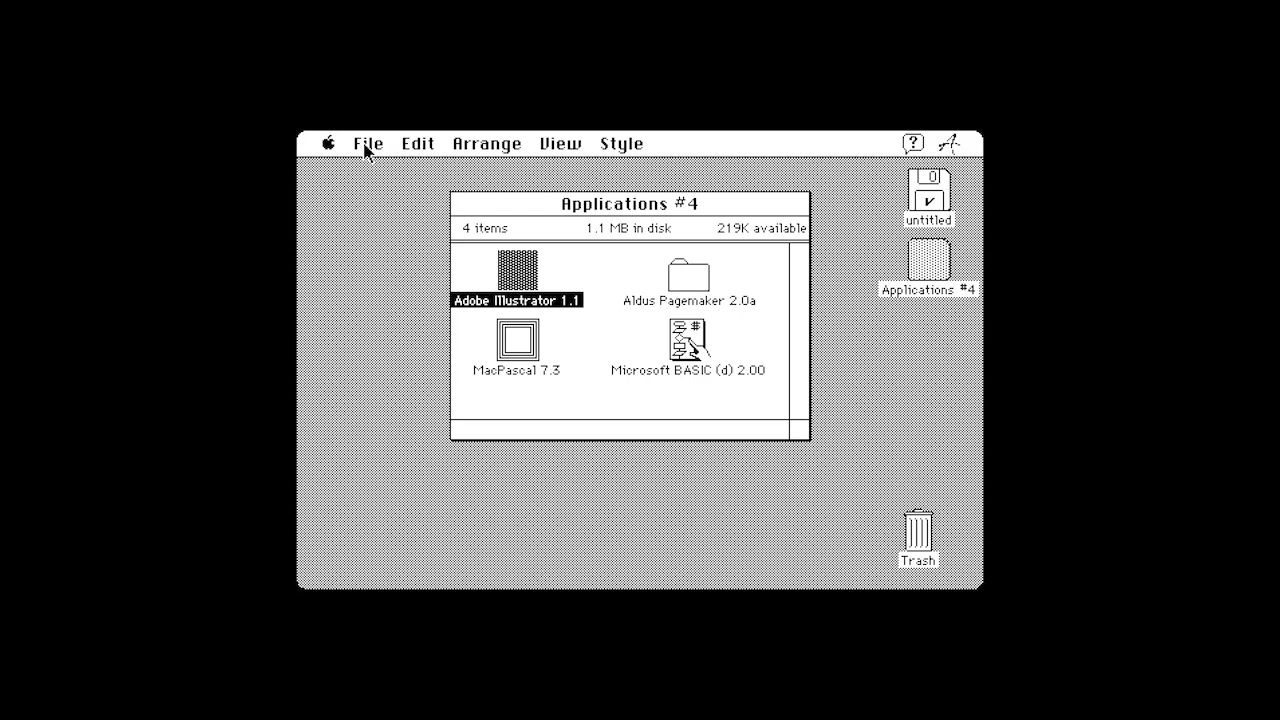 File Edit Arrange View Style
?
Applications #4
4 items 1.1 MB in disk 219K available
Adobe Illustrator 1.1
Aldus Pagemaker 2.0a
MacPascal 7.3
#
Microsoft BASIC (d) 2.00
0
untitled
Applications #4
Trash